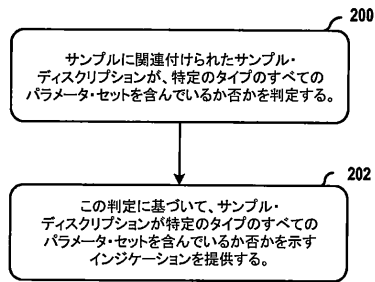 200
サンプルに関連付けられたサンプル・
ディスクリプションが、特定のタイプのすべての
パラメータ・セットを含んでいるか否かを判定する。
202
この判定に基づいて、サンプル・
ディスクリプションが特定のタイプのすべての
パラメータ・セットを含んでいるか否かを示す
インジケーションを提供する。